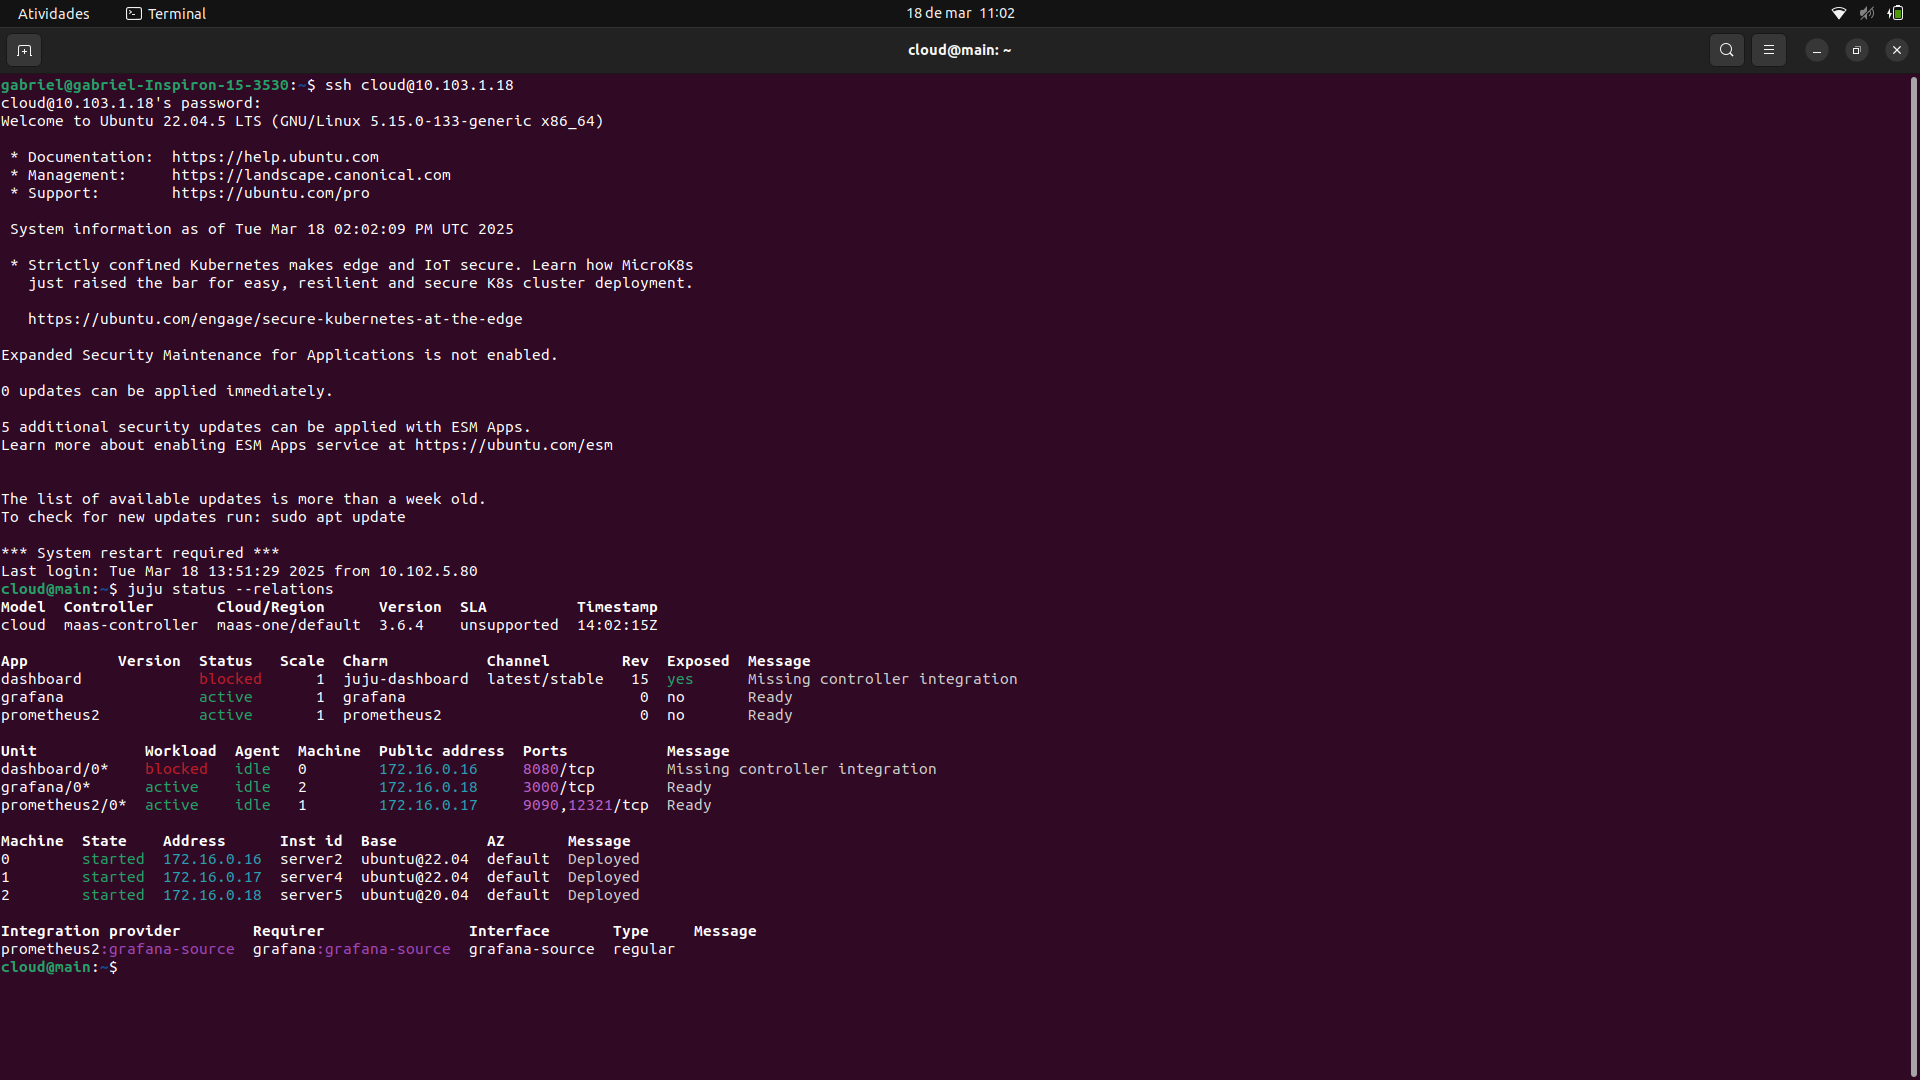 Atividades Terminal 18 de mar 11:02
cloud@main: ~
gabriel@gabriel-Inspiron-15-3530:~$ ssh cloud@10.103.1.18
cloud@10.103.1.18's password:
Welcome to Ubuntu 22.04.5 LTS (GNU/Linux 5.15.0-133-generic x86_64)
* Documentation: https://help.ubuntu.com
* Management: https://landscape.canonical.com
* Support: https://ubuntu.com/pro
System information as of Tue Mar 18 02:02:09 PM UTC 2025
* Strictly confined Kubernetes makes edge and IoT secure. Learn how MicroK8s
just raised the bar for easy, resilient and secure K8s cluster deployment.
https://ubuntu.com/engage/secure-kubernetes-at-the-edge
Expanded Security Maintenance for Applications is not enabled.
0 updates can be applied immediately.
5 additional security updates can be applied with ESM Apps.
Learn more about enabling ESM Apps service at https://ubuntu.com/esm
The list of available updates is more than a week old.
To check for new updates run: sudo apt update
*** System restart required ***
Last login: Tue Mar 18 13:51:29 2025 from 10.102.5.80
cloud@main:~$ juju status --relations
Model Controller Cloud/Region Version SLA Timestamp
cloud maas-controller maas-one/default 3.6.4 unsupported 14:02:15Z
App Version Status Scale Charm Channel Rev Exposed Message
dashboard blocked 1 juju-dashboard latest/stable 15 yes Missing controller integration
grafana active 1 grafana 0 no Ready
prometheus2 active 1 prometheus2 0 no Ready
Unit Workload Agent Machine Public address Ports Message
dashboard/0* blocked idle 0 172.16.0.16 8080/tcp Missing controller integration
grafana/0* active idle 2 172.16.0.18 3000/tcp Ready
prometheus2/0* active idle 1 172.16.0.17 9090,12321/tcp Ready
Machine State Address Inst id Base AZ Message
0 started 172.16.0.16 server2 ubuntu@22.04 default Deployed
1 started 172.16.0.17 server4 ubuntu@22.04 default Deployed
2 started 172.16.0.18 server5 ubuntu@20.04 default Deployed
Integration provider Requirer Interface Type Message
prometheus2:grafana-source grafana:grafana-source grafana-source regular
cloud@main:~$